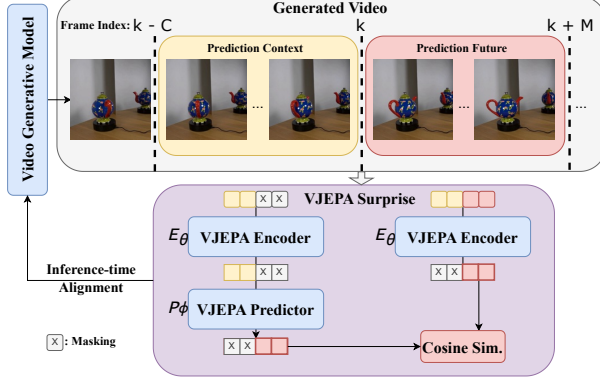 Generated Video
Frame Index: k - C
k
k + M
Prediction Context
Prediction Future
...
...
...
Video Generative Model
VJEPA Surprise
X X
Eθ VJEPA Encoder
Eθ VJEPA Encoder
X X
X X
Inference-time
Alignment
Pϕ VJEPA Predictor
X : Masking
X X
Cosine Sim.